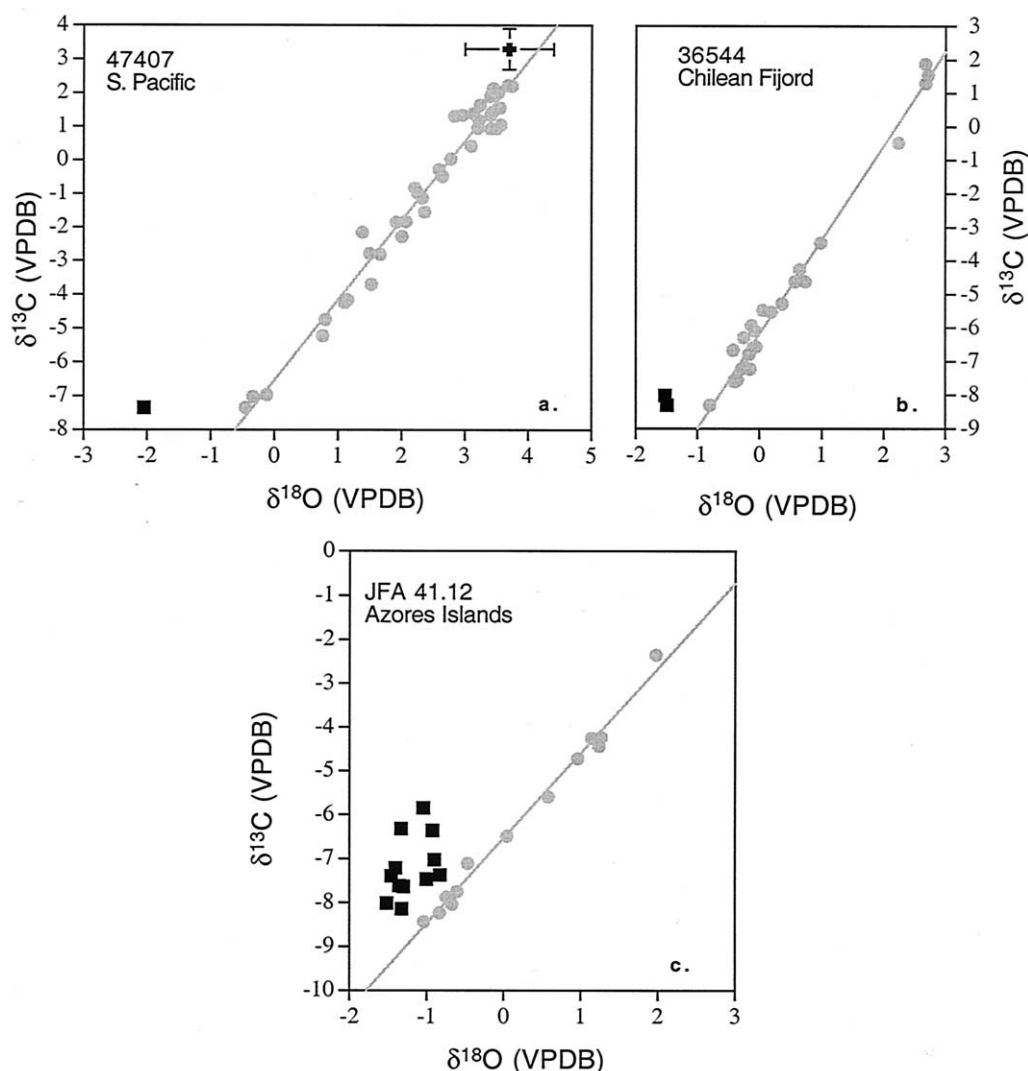 47407
S. Pacific
4
3
2
1
0
-1
-2
-3
-4
-5
-6
-7
-8
δ13C (VPDB)
a.
-3 -2 -1 0 1 2 3 4 5
δ18O (VPDB)
36544
Chilean Fijord
3
2
1
0
-1
-2
-3
-4
-5
-6
-7
-8
-9
δ13C (VPDB)
b.
-2 -1 0 1 2 3
δ18O (VPDB)
JFA 41.12
Azores Islands
0
-1
-2
-3
-4
-5
-6
-7
-8
-9
-10
δ13C (VPDB)
c.
-2 -1 0 1 2 3
δ18O (VPDB)